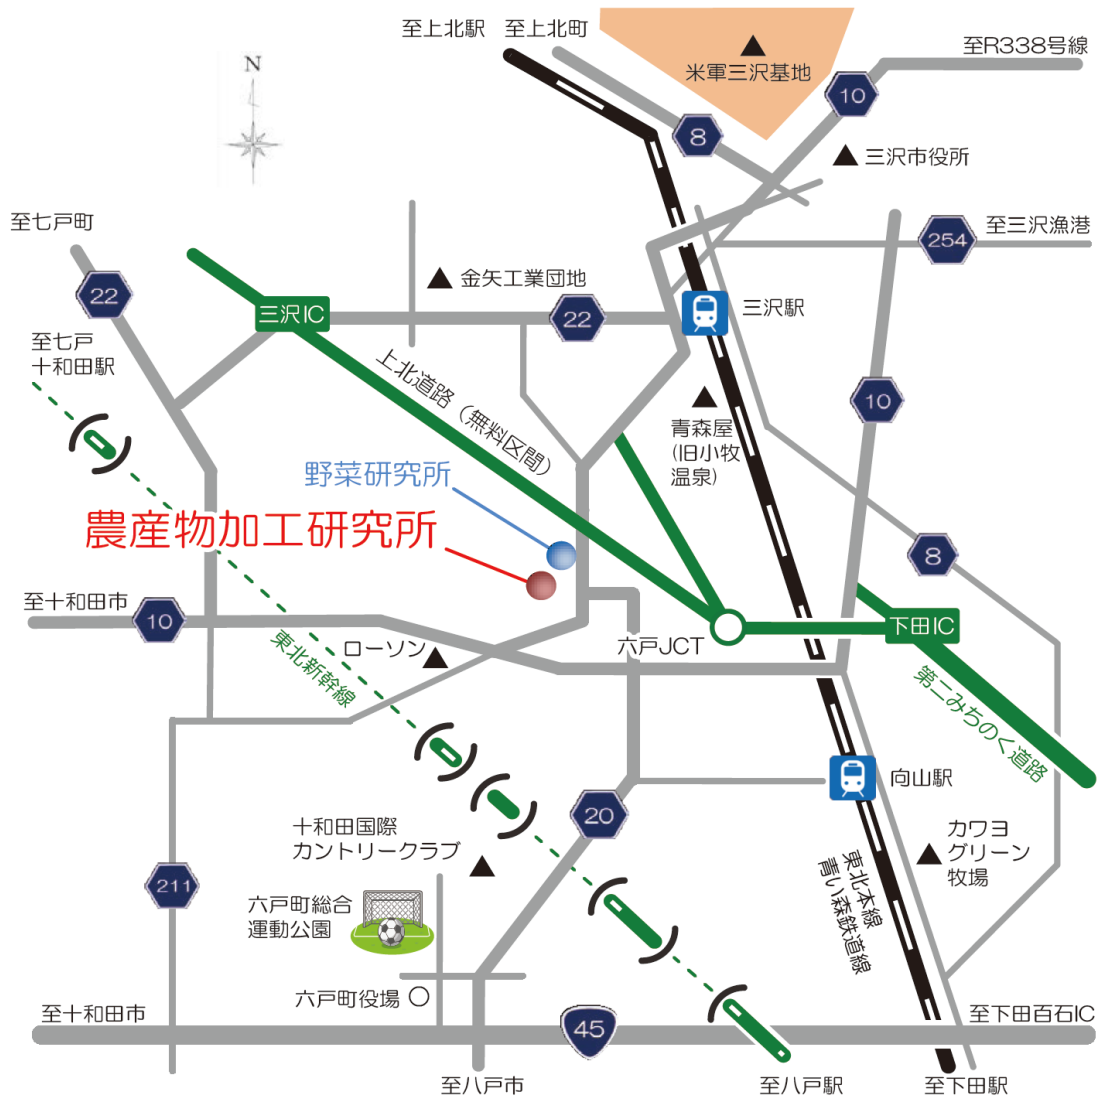 至上北駅
至上北町
至R338号線
米軍三沢基地
10
8
三沢市役所
N
至七戸町
至三沢漁港
254
22
金矢工業団地
三沢IC
22
三沢駅
至七戸
十和田駅
上北道路（無料区間）
10
青森屋
(旧小牧
温泉)
野菜研究所
農産物加工研究所
8
至十和田市
10
下田IC
ローソン
六戸JCT
東北新幹線
第二みちのく道路
向山駅
20
十和田国際
カントリークラブ
カワヨ
グリーン
牧場
東北本線
青い森鉄道線
211
六戸町総合
運動公園
六戸町役場
至十和田市
至下田百石IC
45
至八戸市
至八戸駅
至下田駅